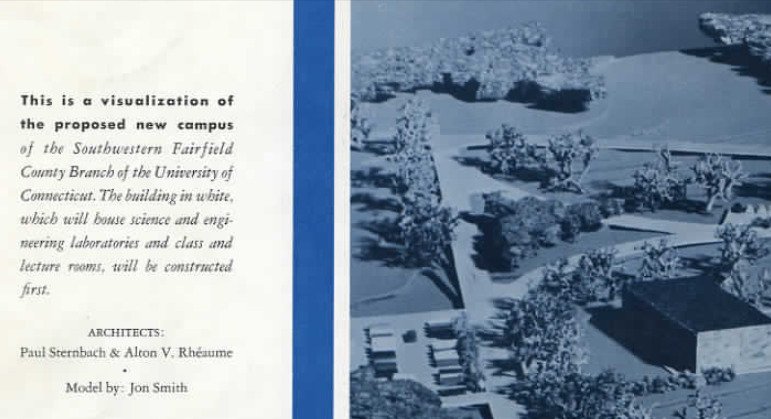 This is a visualization of
the proposed new campus
of the Southwestern Fairfield
County Branch of the University of
Connecticut. The building in white,
which will house science and engi-
neering laboratories and class and
lecture rooms, will be constructed
first.
ARCHITECTS:
Paul Sternbach & Alton V. Rhéaume
•
Model by: Jon Smith